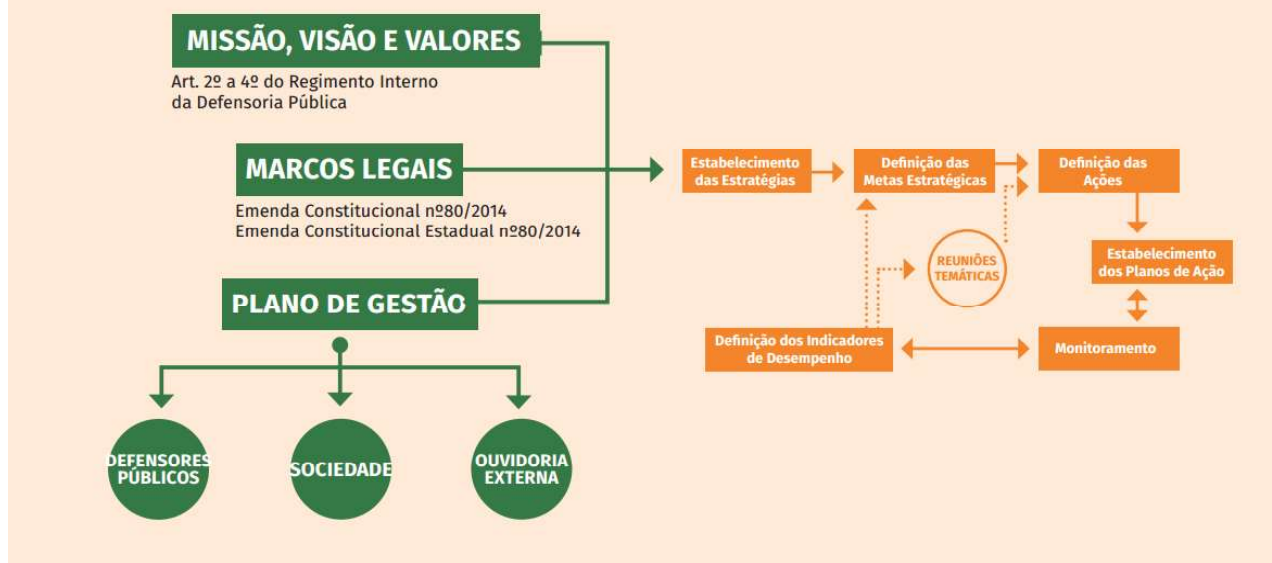 MISSÃO, VISÃO E VALORES
Art. 2º a 4º do Regimento Interno
da Defensoria Pública
MARCOS LEGAIS
Emenda Constitucional nº80/2014
Emenda Constitucional Estadual nº80/2014
PLANO DE GESTÃO
DEFENSORES
PÚBLICOS
SOCIEDADE
OUVIDORIA
EXTERNA
Estabelecimento
das Estratégias
Definição das
Metas Estratégicas
Definição das
Ações
REUNIÕES
TEMÁTICAS
Estabelecimento
dos Planos de Ação
Definição dos Indicadores
de Desempenho
Monitoramento